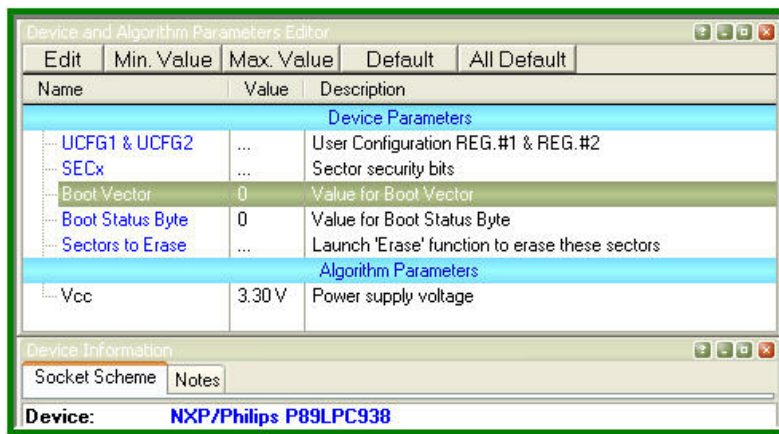 Device and Algorithm Parameters Editor
Edit Min. Value Max. Value Default All Default
Name Value Description
Device Parameters
UCFG1 & UCFG2 ... User Configuration REG.#1 & REG.#2
SECx ... Sector security bits
Boot Vector 0 Value for Boot Vector
Boot Status Byte 0 Value for Boot Status Byte
Sectors to Erase ... Launch 'Erase' function to erase these sectors
Algorithm Parameters
Vcc 3.30 V Power supply voltage
Device Information
Socket Scheme Notes
Device: NXP/Philips P89LPC938